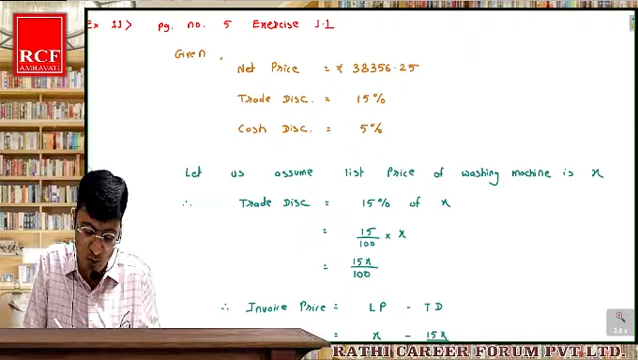 Ex 11> pg. no. 5 Exercise 1.1
RCF
AMRAVATI
Given,
Net Price = ₹ 38356.25
Trade Disc. = 15%
Cash Disc. = 5%
Let us assume list Price of washing machine is x
∴ Trade Disc = 15% of x
= 15/100 × x
= 15x/100
∴ Invoice Price = LP - TD
= x - 15x
RATHI CAREER FORUM PVT LTD.